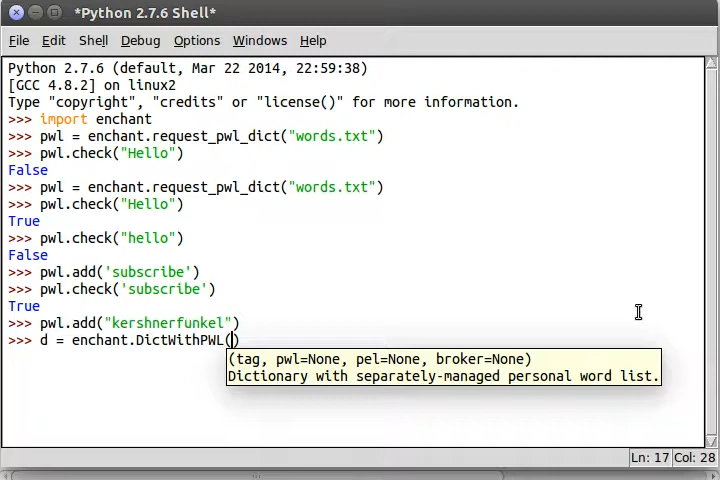 *Python 2.7.6 Shell*
File Edit Shell Debug Options Windows Help
Python 2.7.6 (default, Mar 22 2014, 22:59:38)
[GCC 4.8.2] on linux2
Type "copyright", "credits" or "license()" for more information.
>>> import enchant
>>> pwl = enchant.request_pwl_dict("words.txt")
>>> pwl.check("Hello")
False
>>> pwl = enchant.request_pwl_dict("words.txt")
>>> pwl.check("Hello")
True
>>> pwl.check("hello")
False
>>> pwl.add('subscribe')
>>> pwl.check('subscribe')
True
>>> pwl.add("kershnerfunkel")
>>> d = enchant.DictWithPWL()
(tag, pwl=None, pel=None, broker=None)
Dictionary with separately-managed personal word list.
Ln: 17 Col: 28